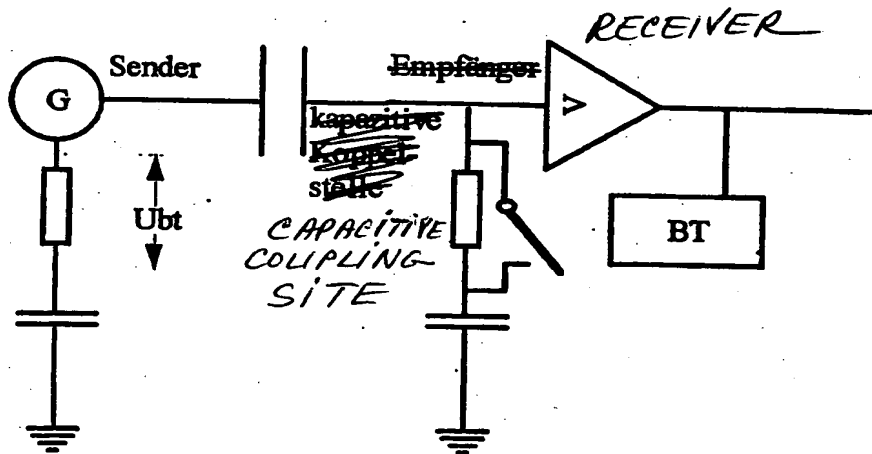 RECEIVER
Sender
Empfänger
G
V
kapazitive
Koppel
stelle
Ubt
CAPACITIVE
COUPLING
SITE
BT